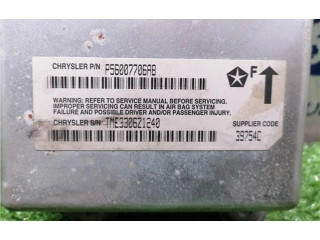 CHRYSLER P/N P56007706AB
F
WARNING: REFER TO SERVICE MANUAL BEFORE SERVICING.
IMPROPER SERVICING CAN RESULT IN AIR BAG SYSTEM
FAILURE AND POSSIBLE DRIVER AND/OR PASSENGER INJURY.
CHRYSLER S/N TME330621240
SUPPLIER CODE
39754C